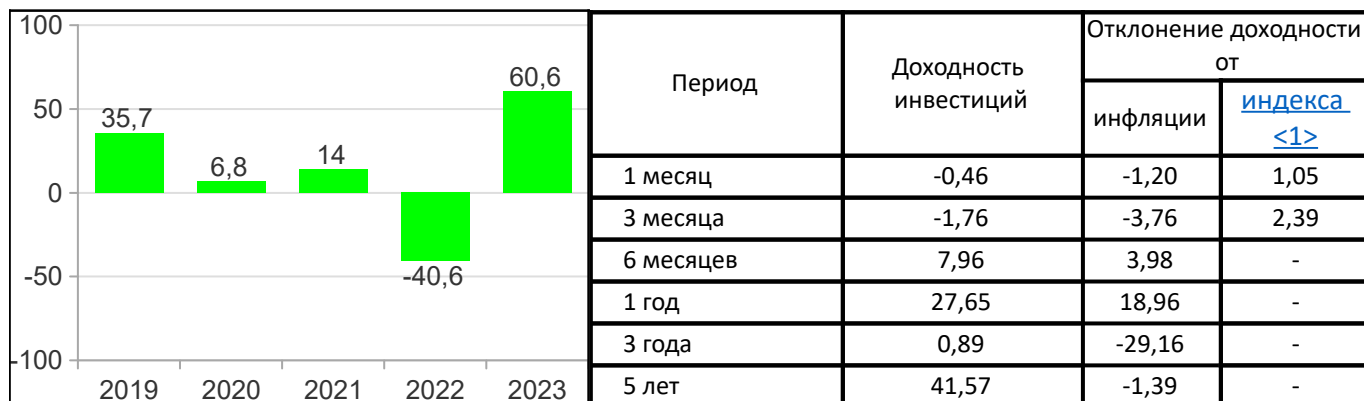 100
50
0
-50
-100
35,7
6,8
14
-40,6
60,6
2019 2020 2021 2022 2023
Период
Доходность
инвестиций
Отклонение доходности
от
инфляции
индекса
<1>
1 месяц -0,46 -1,20 1,05
3 месяца -1,76 -3,76 2,39
6 месяцев 7,96 3,98 -
1 год 27,65 18,96 -
3 года 0,89 -29,16 -
5 лет 41,57 -1,39 -